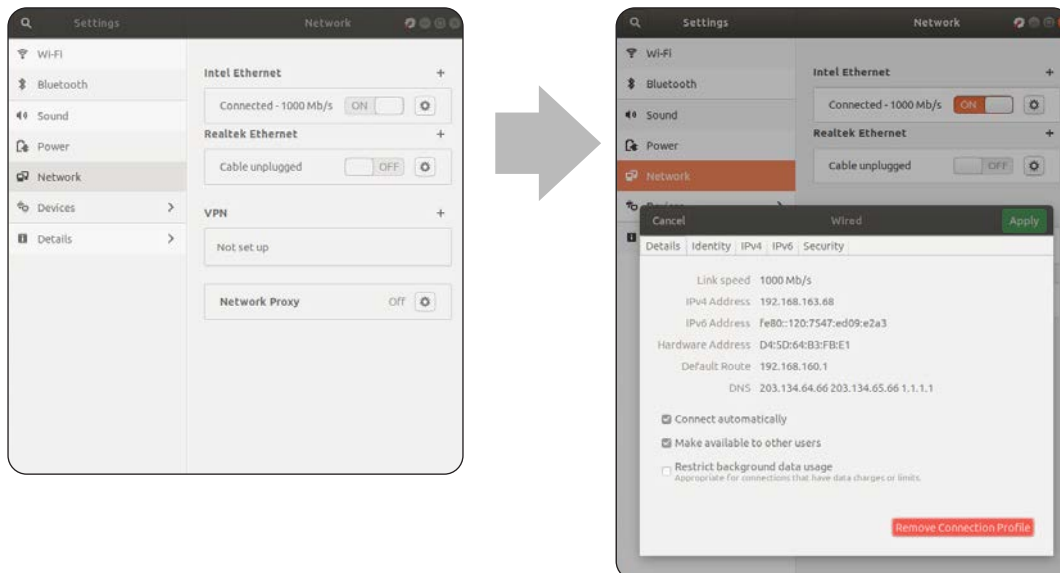 Settings
Network
Wi-Fi
Bluetooth
Sound
Power
Network
Devices
Details
Intel Ethernet
Connected - 1000 Mb/s ON
Realtek Ethernet
Cable unplugged OFF
VPN
Not set up
Network Proxy Off
Settings
Network
Wi-Fi
Bluetooth
Sound
Power
Network
Intel Ethernet
Connected - 1000 Mb/s ON
Realtek Ethernet
Cable unplugged OFF
Cancel Wired Apply
Details Identity IPv4 IPv6 Security
Link speed 1000 Mb/s
IPv4 Address 192.168.163.68
IPv6 Address fe80::120:7547:ed09:e2a3
Hardware Address D4:5D:64:B3:FB:E1
Default Route 192.168.160.1
DNS 203.134.64.66 203.134.65.66 1.1.1.1
Connect automatically
Make available to other users
Restrict background data usage
Appropriate for connections that have data charges or limits.
Remove Connection Profile